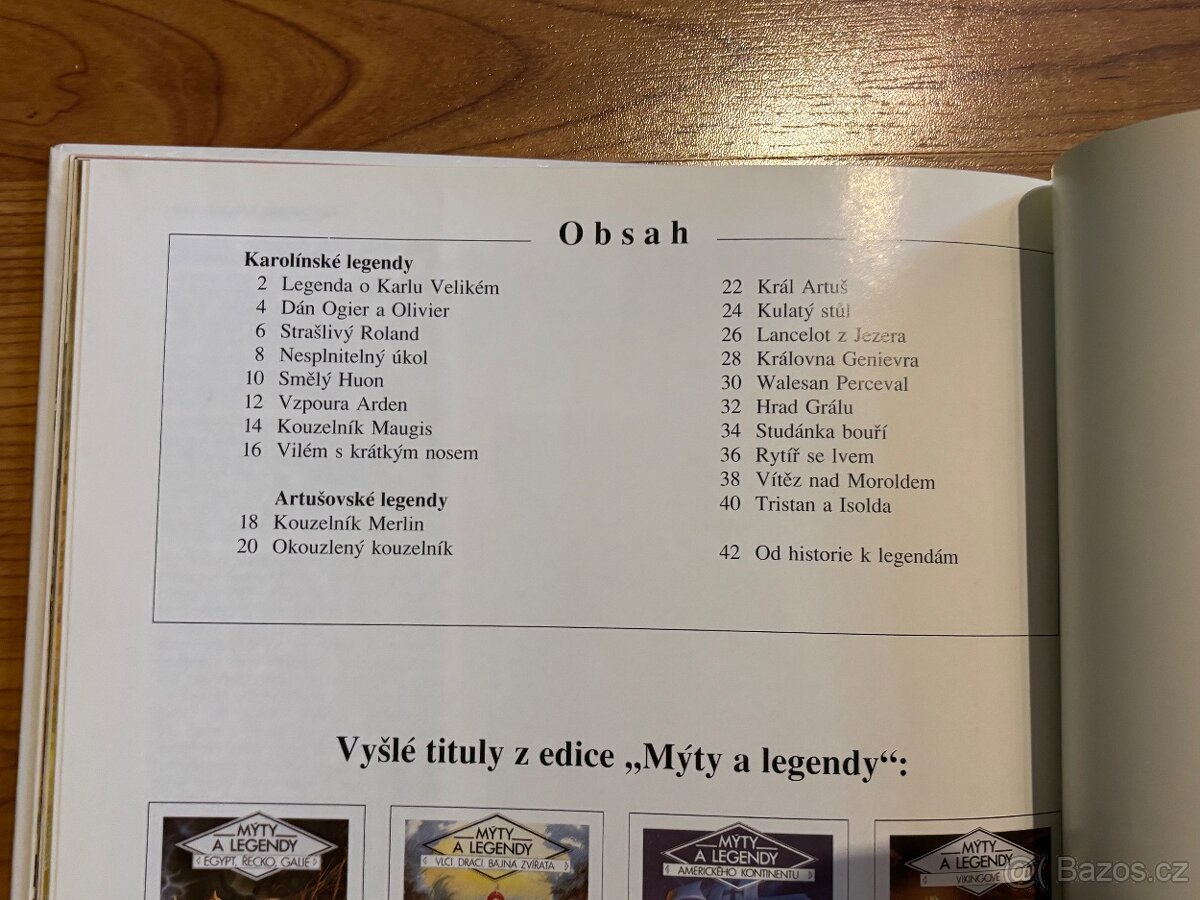 Obsah
Karolínské legendy
2 Legenda o Karlu Velikém
4 Dán Ogier a Olivier
6 Strašlivý Roland
8 Nesplnitelný úkol
10 Smělý Huon
12 Vzpoura Arden
14 Kouzelník Maugis
16 Vilém s krátkým nosem
Artušovské legendy
18 Kouzelník Merlin
20 Okouzlený kouzelník
22 Král Artuš
24 Kulatý stůl
26 Lancelot z Jezera
28 Královna Genievra
30 Walesan Perceval
32 Hrad Grálu
34 Studánka bouří
36 Rytíř se lvem
38 Vítěz nad Moroldem
40 Tristan a Isolda
42 Od historie k legendám
Vyšlé tituly z edice „Mýty a legendy“:
MÝTY
A LEGENDY
EGYPT, ŘECKO, GALIE
MÝTY
A LEGENDY
VLCI, DRACI, BÁJNÁ ZVÍŘATA
MÝTY
A LEGENDY
AMERICKÉHO KONTINENTU
MÝTY
A LEGENDY
VIKINGOVÉ
Bazos.cz